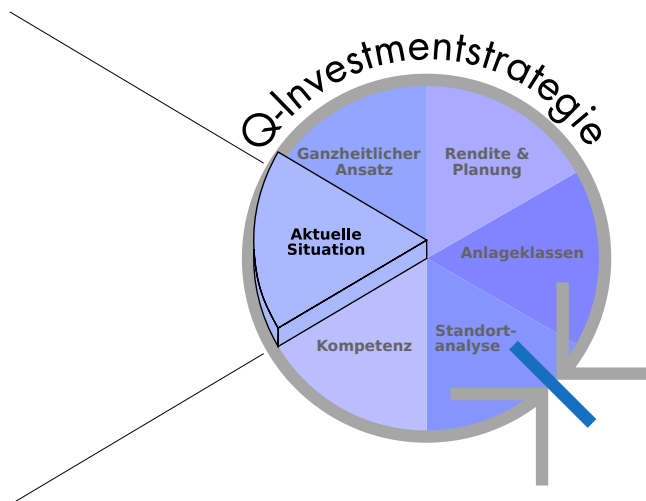 Q-Investmentstrategie
Ganzheitlicher
Ansatz
Rendite &
Planung
Aktuelle
Situation
Anlageklassen
Kompetenz
Standort-
analyse